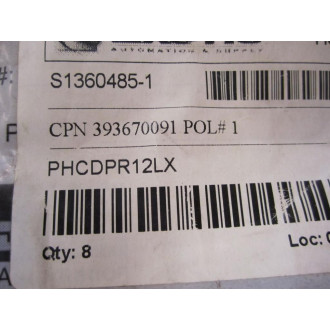 AUTOMATION & SUPPLY
#:
S1360485-1
CPN 393670091 POL# 1
P
PHCDPR12LX
Qty: 8
Loc:
A